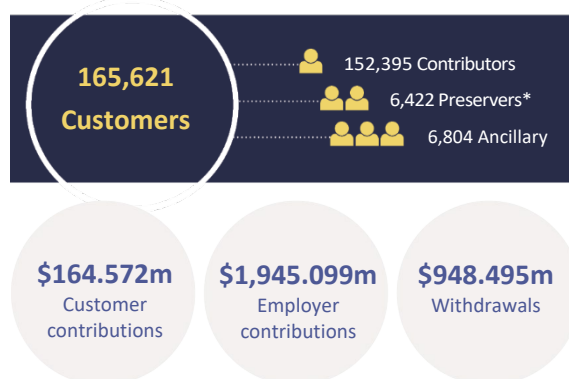 165,621
Customers
152,395 Contributors
6,422 Preservers*
6,804 Ancillary
$164.572m
Customer
contributions
$1,945.099m
Employer
contributions
$948.495m
Withdrawals